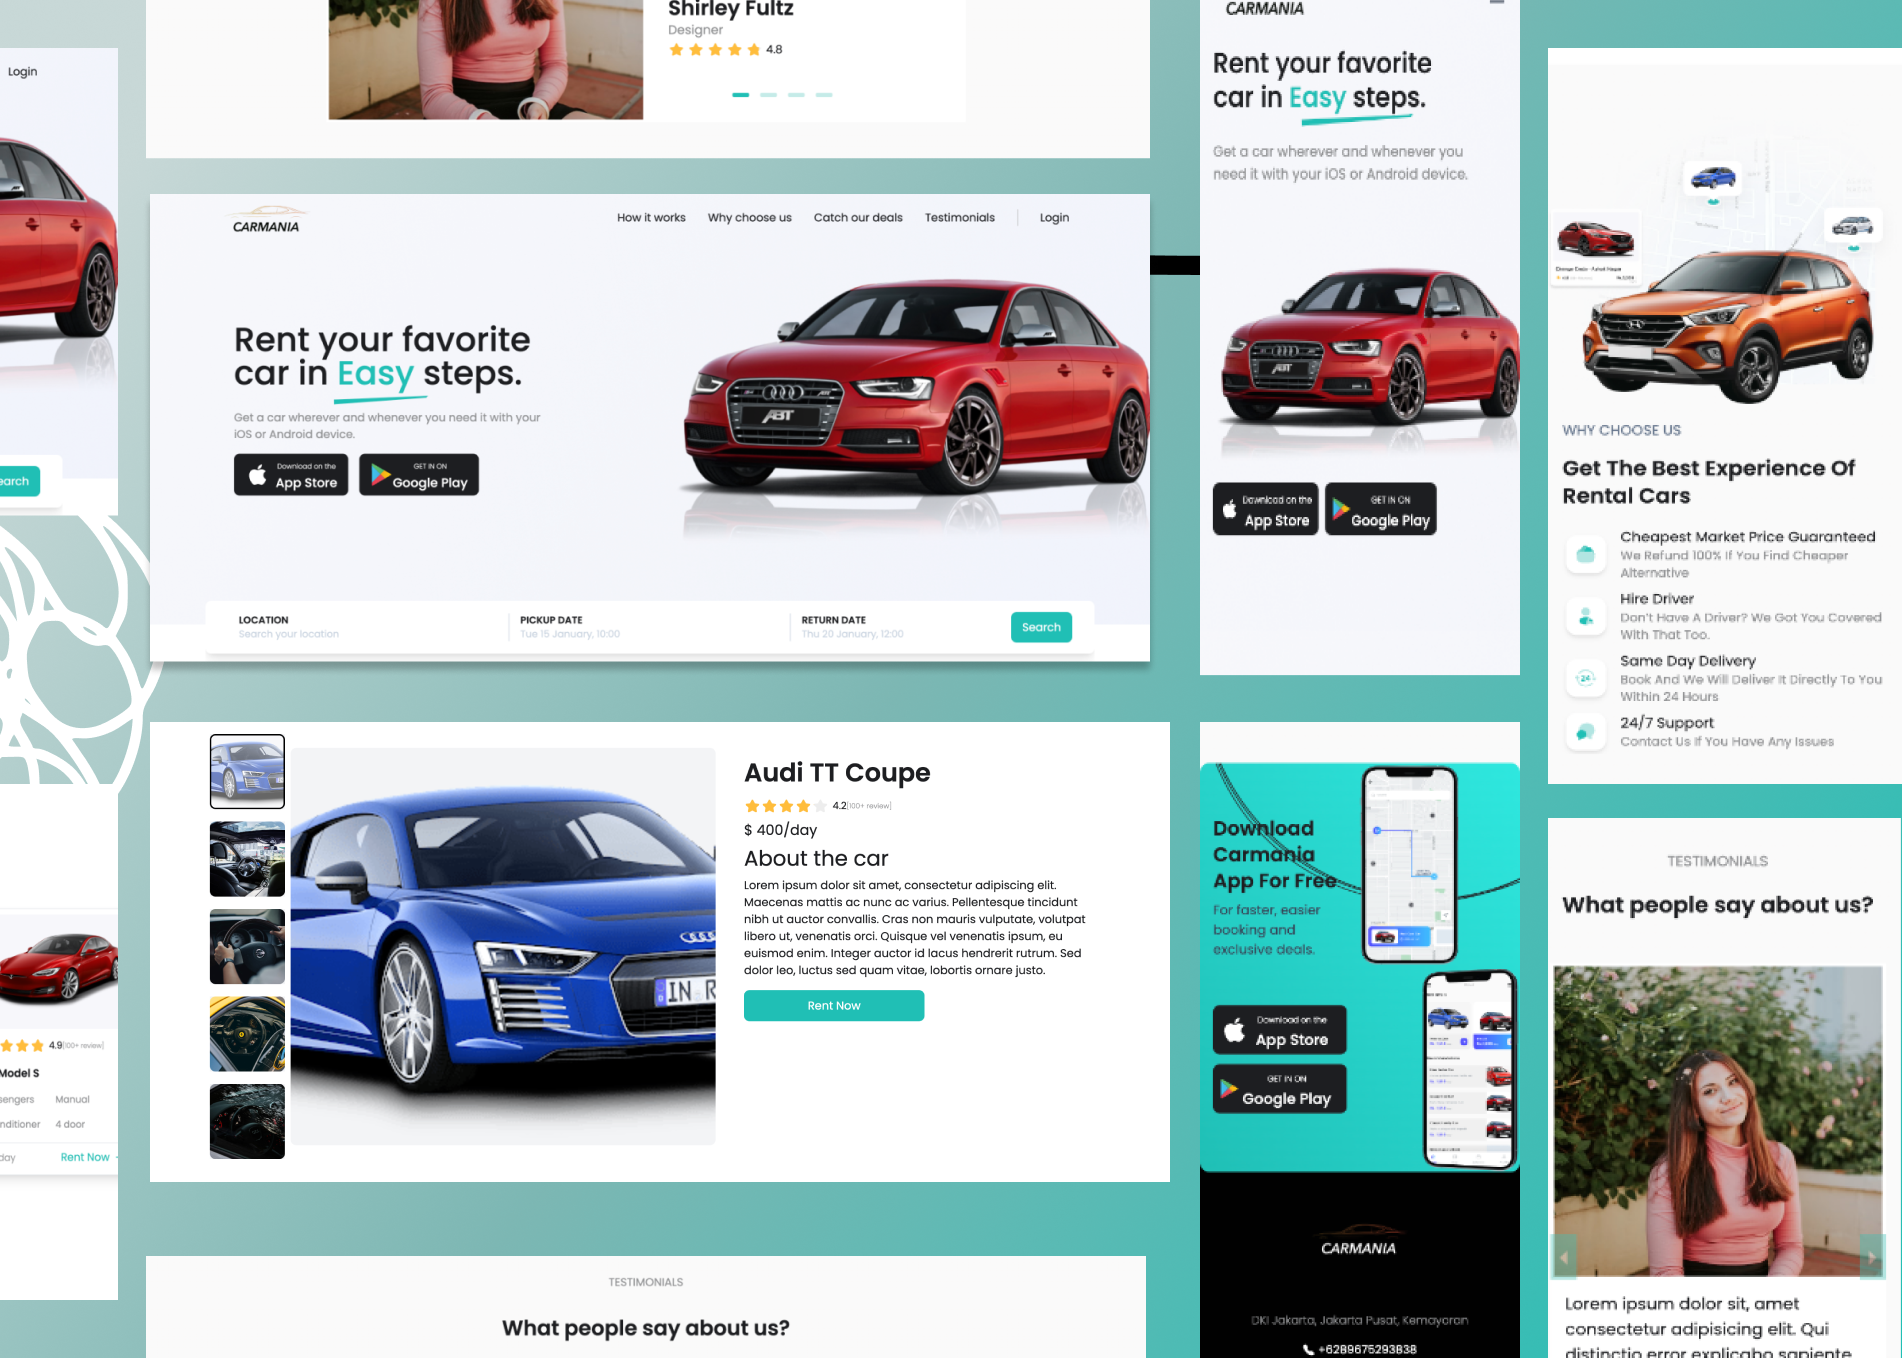 Login
earch
4.9(100+ review)
Model S
sengers Manual
nditioner 4 door
day Rent Now
Shirley Fultz
Designer
4.8
CARMANIA
How it works Why choose us Catch our deals Testimonials Login
Rent your favorite
car in Easy steps.
Get a car wherever and whenever you need it with your
iOS or Android device.
Download on the
App Store
GET IN ON
Google Play
ABT
LOCATION
Search your location
PICKUP DATE
Tue 15 January, 10:00
RETURN DATE
Thu 20 January, 12:00
Search
Audi TT Coupe
4.2(100+ review)
$ 400/day
About the car
Lorem ipsum dolor sit amet, consectetur adipiscing elit.
Maecenas mattis ac nunc ac varius. Pellentesque tincidunt
nibh ut auctor convallis. Cras non mauris vulputate, volutpat
libero ut, venenatis orci. Quisque vel venenatis ipsum, eu
euismod enim. Integer auctor id lacus hendrerit rutrum. Sed
dolor leo, luctus sed quam vitae, lobortis ornare justo.
Rent Now
IN R
TESTIMONIALS
What people say about us?
CARMANIA
Rent your favorite
car in Easy steps.
Get a car wherever and whenever you
need it with your iOS or Android device.
ABT
Download on the
App Store
GET IN ON
Google Play
Download
Carmania
App For Free
For faster, easier
booking and
exclusive deals.
Download on the
App Store
GET IN ON
Google Play
CARMANIA
DKI Jakarta, Jakarta Pusat, Kemayoran
+6289675293838
WHY CHOOSE US
Get The Best Experience Of
Rental Cars
Cheapest Market Price Guaranteed
We Refund 100% If You Find Cheaper
Alternative
Hire Driver
Don't Have A Driver? We Got You Covered
With That Too.
24
Same Day Delivery
Book And We Will Deliver It Directly To You
Within 24 Hours
24/7 Support
Contact Us If You Have Any Issues
TESTIMONIALS
What people say about us?
Lorem ipsum dolor sit, amet
consectetur adipisicing elit. Qui
distinctio error explicabo sapiente